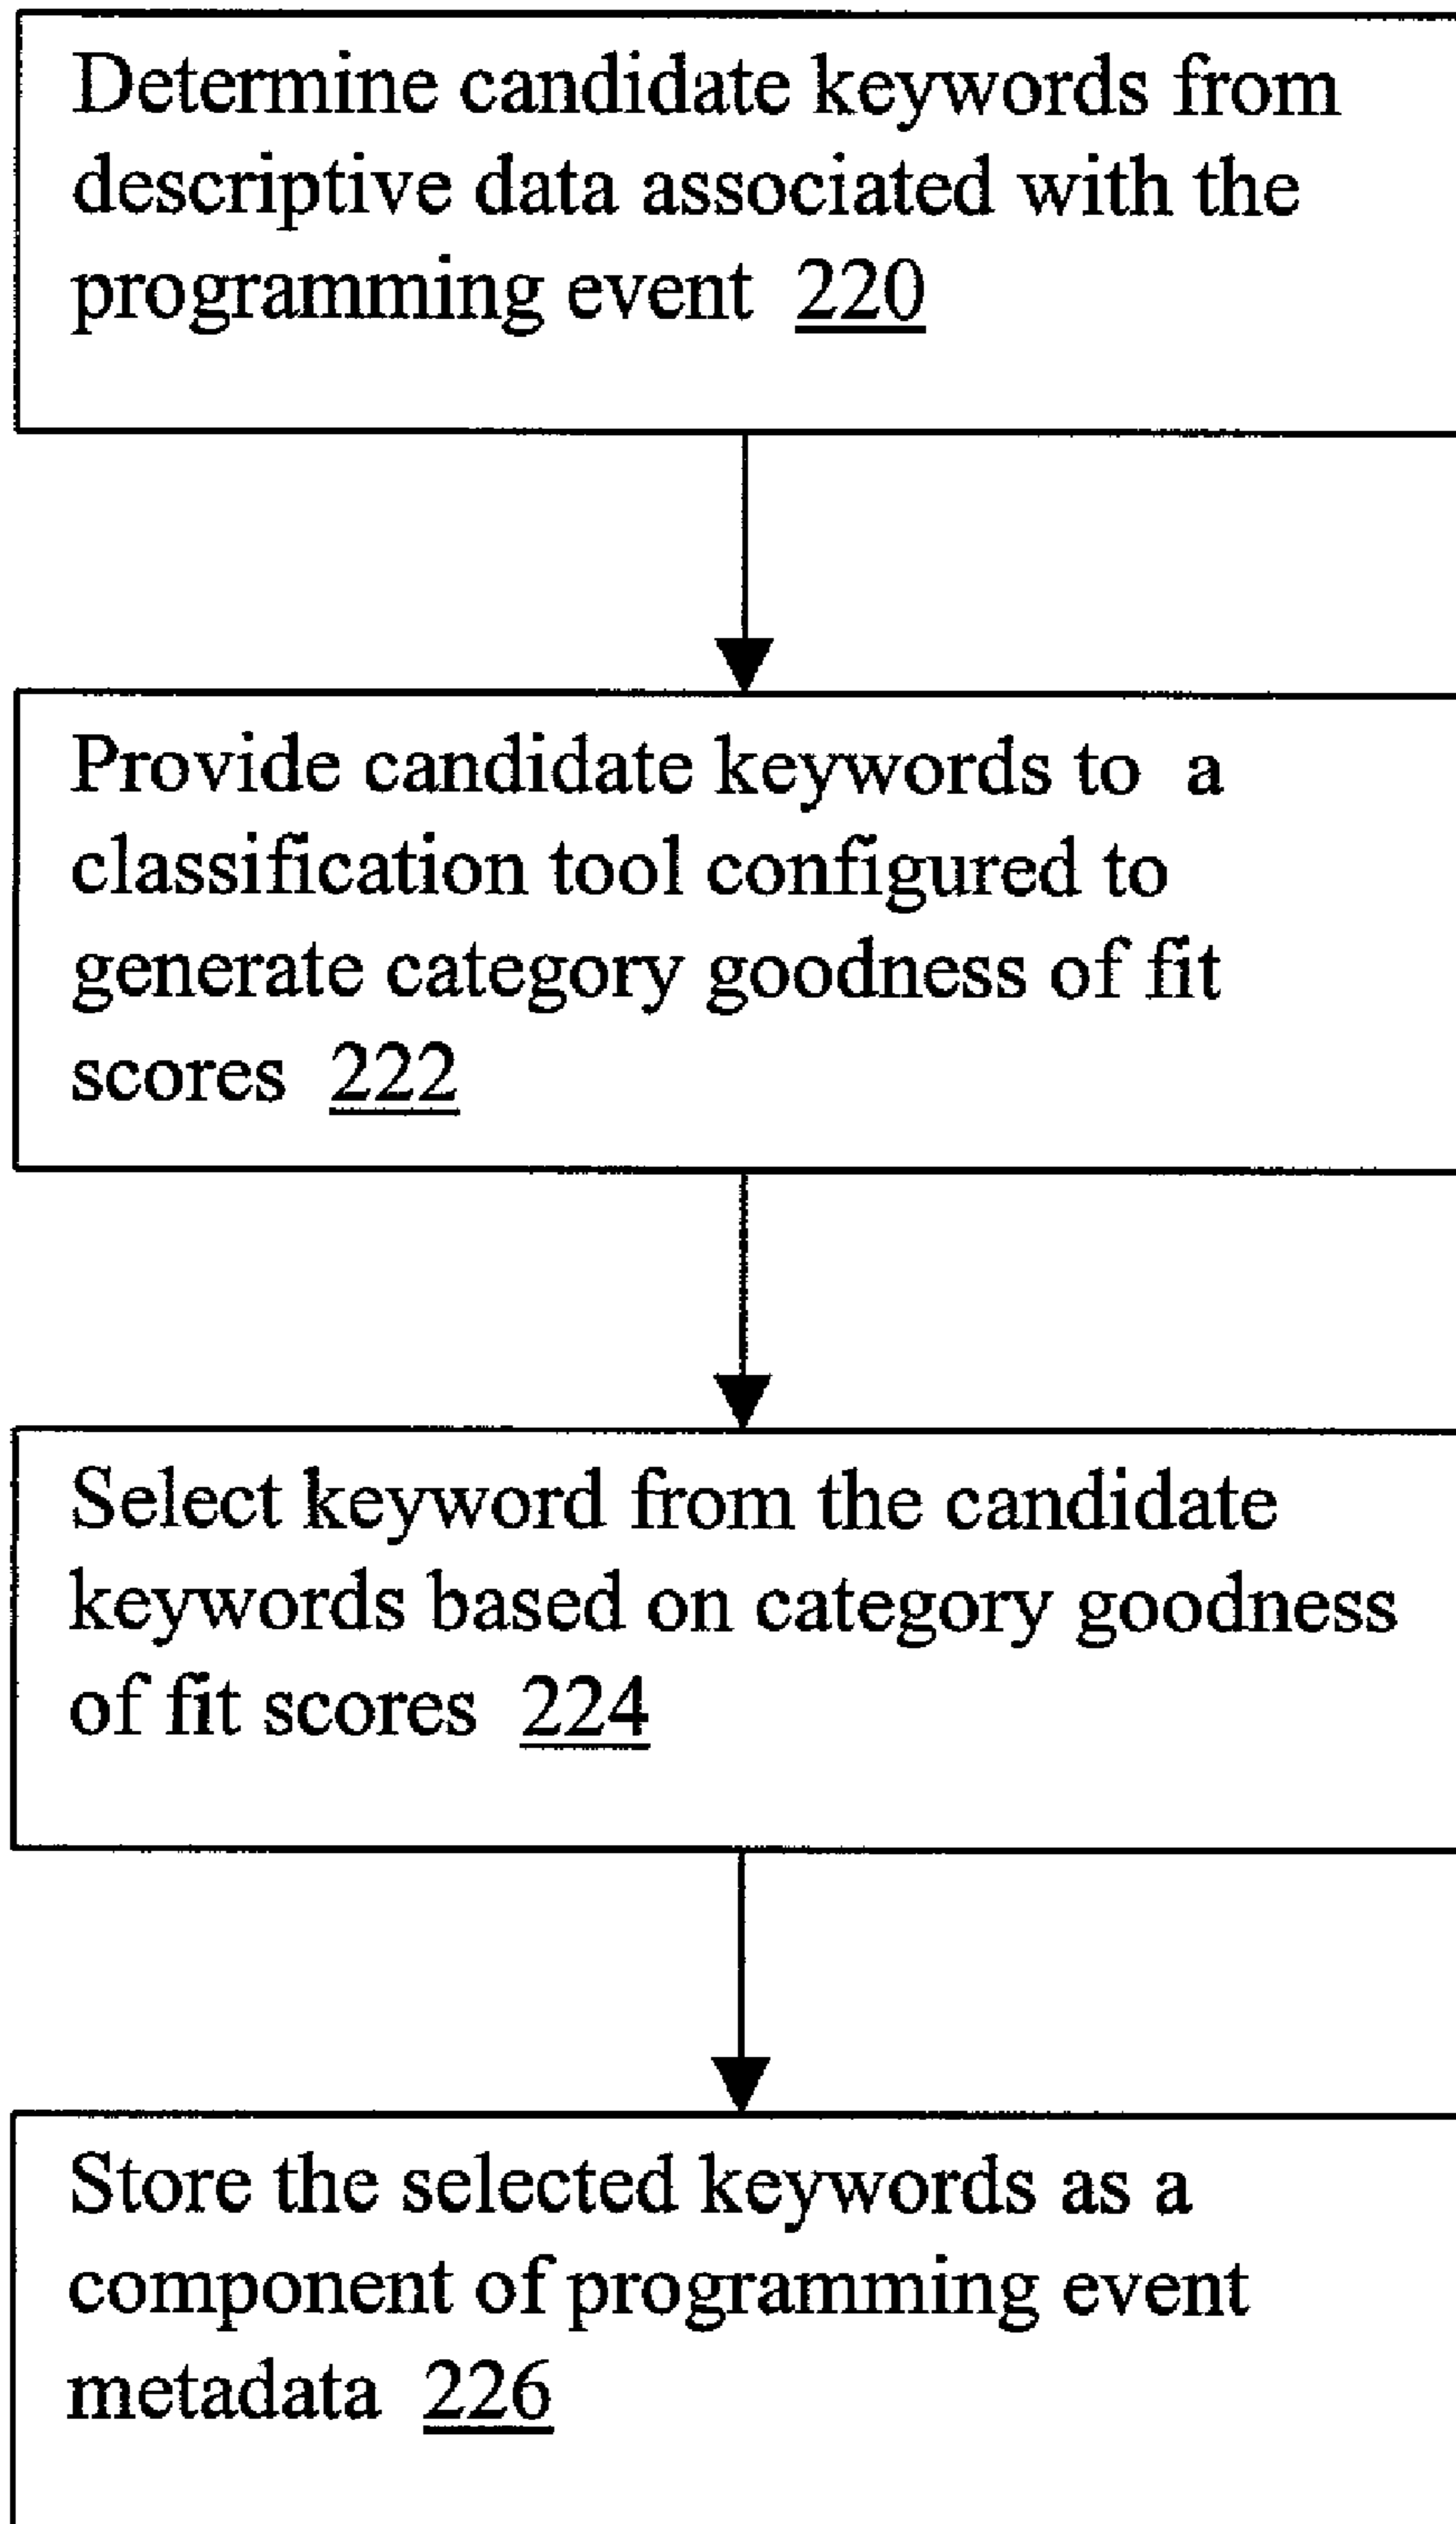 Determine candidate keywords from
descriptive data associated with the
programming event 220
Provide candidate keywords to a
classification tool configured to
generate category goodness of fit
scores 222
Select keyword from the candidate
keywords based on category goodness
of fit scores 224
Store the selected keywords as a
component of programming event
metadata 226